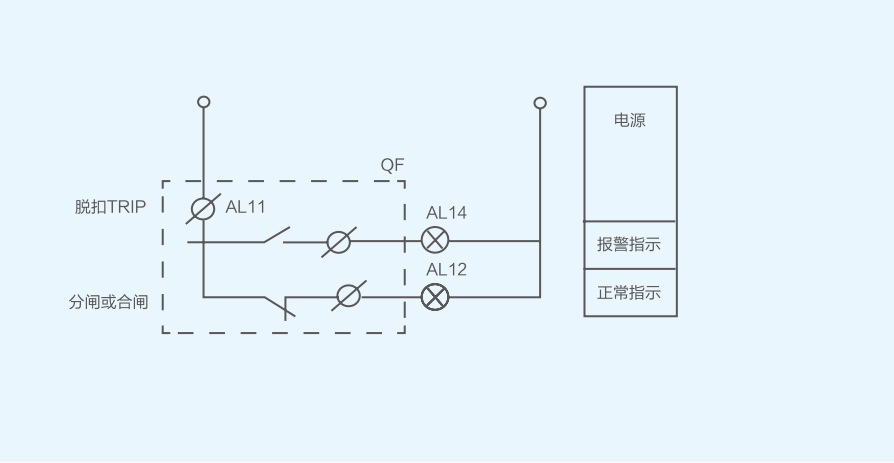 电源
QF
脱扣TRIP
AL11
AL14
报警指示
AL12
正常指示
分闸或合闸